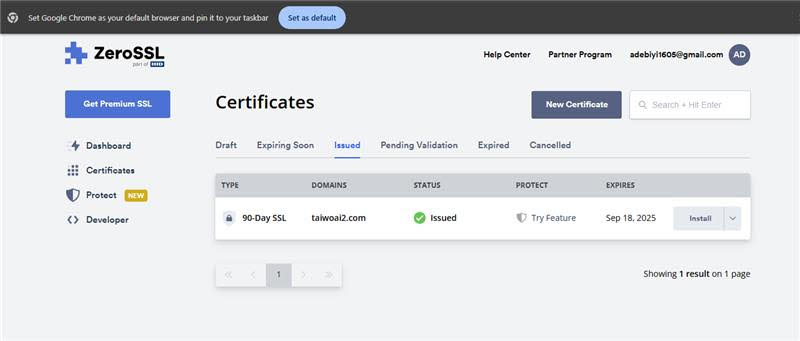 Set Google Chrome as your default browser and pin it to your taskbar Set as default
ZeroSSL
part of HID
Help Center Partner Program adebiyi1605@gmail.com AD
Get Premium SSL
Certificates
New Certificate
Search + Hit Enter
Dashboard
Certificates
Protect NEW
Developer
Draft Expiring Soon Issued Pending Validation Expired Cancelled
TYPE DOMAINS STATUS PROTECT EXPIRES
90-Day SSL taiwoai2.com Issued Try Feature Sep 18, 2025 Install
« ‹ 1 › »
Showing 1 result on 1 page